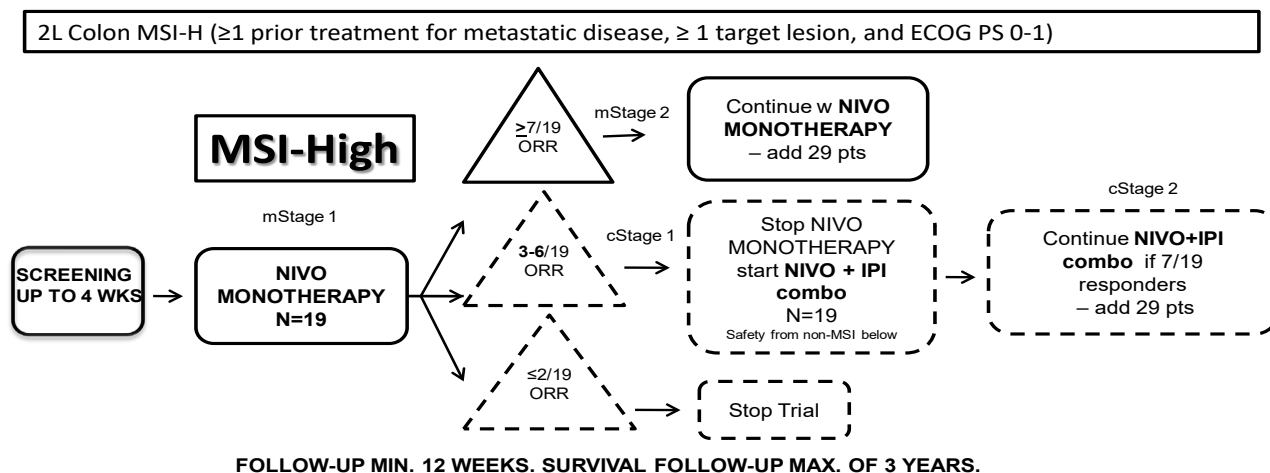 2L Colon MSI-H (≥1 prior treatment for metastatic disease, ≥ 1 target lesion, and ECOG PS 0-1)
MSI-High
mStage 1
SCREENING
UP TO 4 WKS
NIVO
MONOTHERAPY
N=19
≥7/19
ORR
mStage 2
Continue w NIVO
MONOTHERAPY
– add 29 pts
3-6/19
ORR
cStage 1
Stop NIVO
MONOTHERAPY
start NIVO + IPI
combo
N=19
Safety from non-MSI below
cStage 2
Continue NIVO+IPI
combo if 7/19
responders
– add 29 pts
≤2/19
ORR
Stop Trial
FOLLOW-UP MIN. 12 WEEKS. SURVIVAL FOLLOW-UP MAX. OF 3 YEARS.